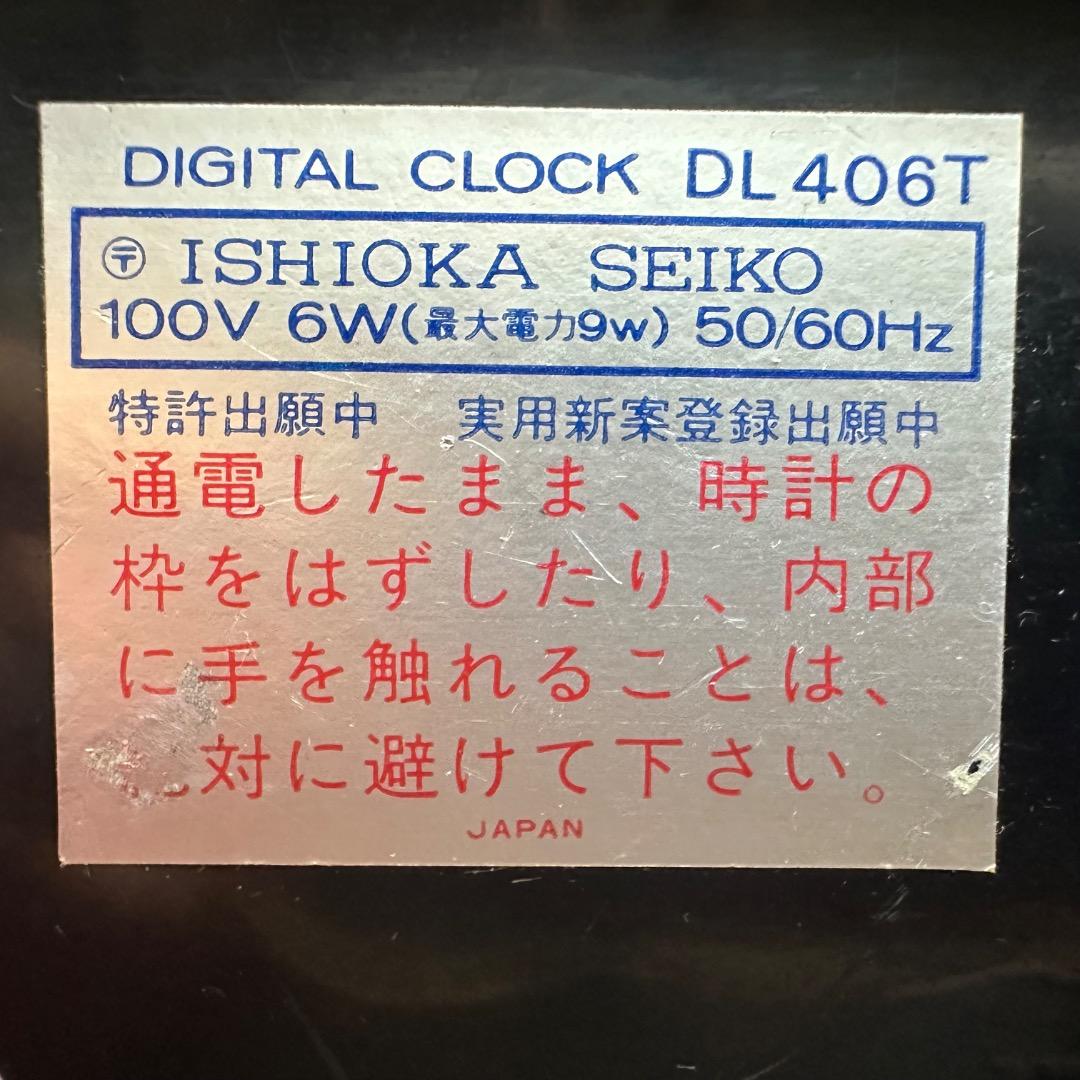 DIGITAL CLOCK DL406T
〶 ISHIOKA SEIKO
100V 6W(最大電力9w) 50/60Hz
特許出願中 実用新案登録出願中
通電したまま、時計の
枠をはずしたり、内部
に手を触れることは、
対に避けて下さい。
JAPAN